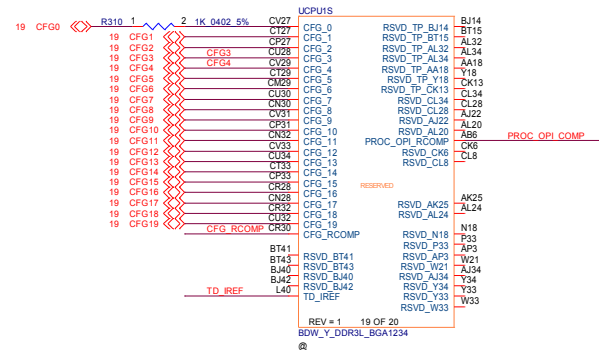 UCPU1S
19 CFG0 R310 1 2 1K_0402_5% CV27 CFG_0 RSVD_TP_BJ14 BJ14
19 CFG1 CT27 CFG_1 RSVD_TP_BT15 BT15
19 CFG2 CP27 CFG_2 RSVD_TP_AL32 AL32
19 CFG3 CFG3 CU28 CFG_3 RSVD_TP_AL34 AL34
19 CFG4 CFG4 CV29 CFG_4 RSVD_TP_AA18 AA18
19 CFG5 CT29 CFG_5 RSVD_TP_Y18 Y18
19 CFG6 CM29 CFG_6 RSVD_TP_CK13 CK13
19 CFG7 CU30 CFG_7 RSVD_CL34 CL34
19 CFG8 CN30 CFG_8 RSVD_CL28 CL28
19 CFG9 CV31 CFG_9 RSVD_AJ22 AJ22
19 CFG10 CP31 CFG_10 RSVD_AL20 AL20
19 CFG11 CN32 CFG_11 PROC_OPI_RCOMP AB6 PROC_OPI_COMP
19 CFG12 CV33 CFG_12 RSVD_CK6 CK6
19 CFG13 CU34 CFG_13 RSVD_CL8 CL8
19 CFG14 CT33 CFG_14
19 CFG15 CP33 CFG_15 RESERVED
19 CFG16 CR28 CFG_16
19 CFG17 CN28 CFG_17 RSVD_AK25 AK25
19 CFG18 CR32 CFG_18 RSVD_AL24 AL24
19 CFG19 CU32 CFG_19
CFG_RCOMP CR30 CFG_RCOMP RSVD_N18 N18
RSVD_P33 P33
BT41 RSVD_BT41 RSVD_AP3 AP3
BT43 RSVD_BT43 RSVD_W21 W21
BJ40 RSVD_BJ40 RSVD_AJ34 AJ34
BJ42 RSVD_BJ42 RSVD_Y34 Y34
TD_IREF L40 TD_IREF RSVD_Y33 Y33
RSVD_W33 W33
REV = 1 19 OF 20
BDW_Y_DDR3L_BGA1234
@